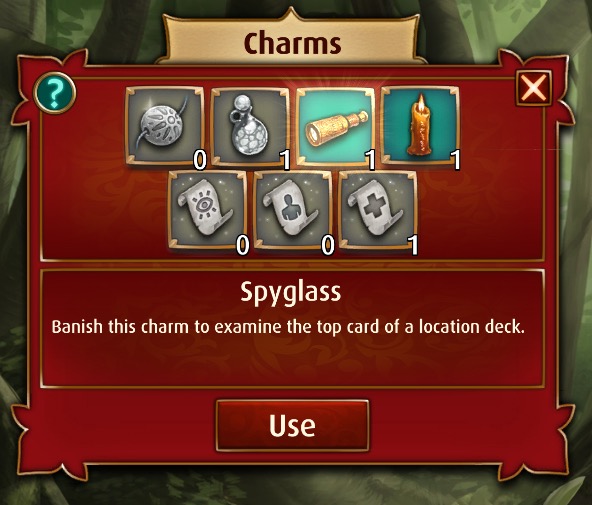 Charms
?
0
1
1
1
0
0
1
Spyglass
Banish this charm to examine the top card of a location deck.
Use